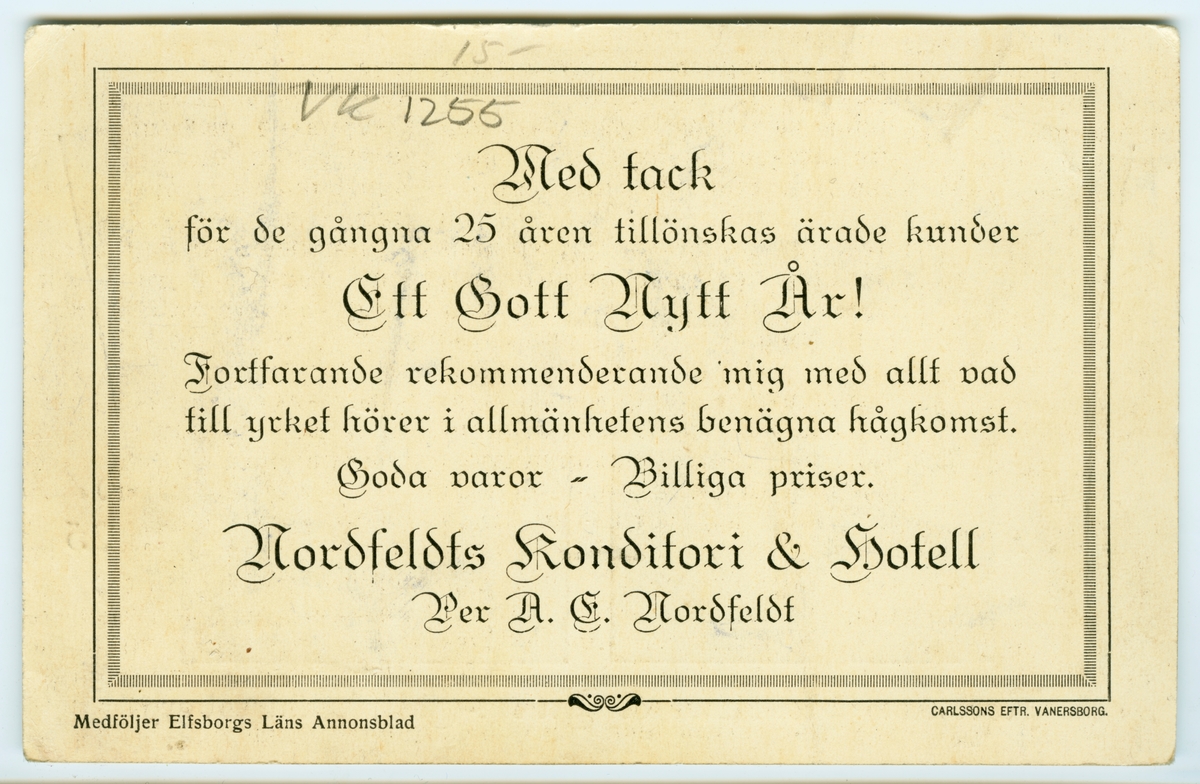 15-
VK 1255
Med tack
för de gångna 25 åren tillönskas ärade kunder
Ett Gott Nytt År!
Fortfarande rekommenderande mig med allt vad
till yrket hörer i allmänhetens benägna hågkomst.
Goda varor - Billiga priser.
Nordfeldts Konditori & Hotell
Per A. E. Nordfeldt
Medföljer Elfsborgs Läns Annonsblad
CARLSSONS EFTR. VANERSBORG.